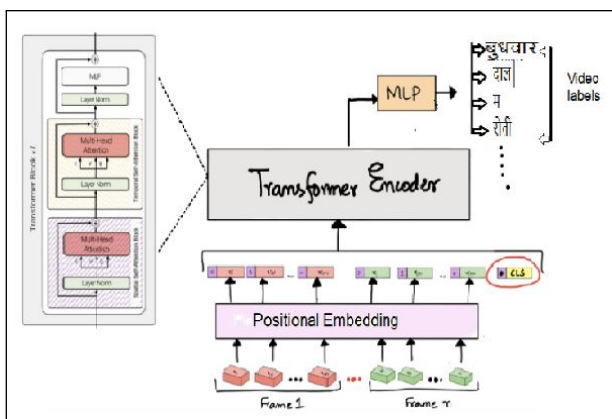 MLP
Layer Norm
Multi-Head
Attention
Layer Norm
Temporal Self-Attention Block
Multi-Head
Attention
Layer Norm
Spatial Self-Attention Block
Transformer Block
MLP
बुधवार
दाल
म
रोती
Video
labels
Transformer Encoder
CLS
Positional Embedding
Frame 1
Frame r